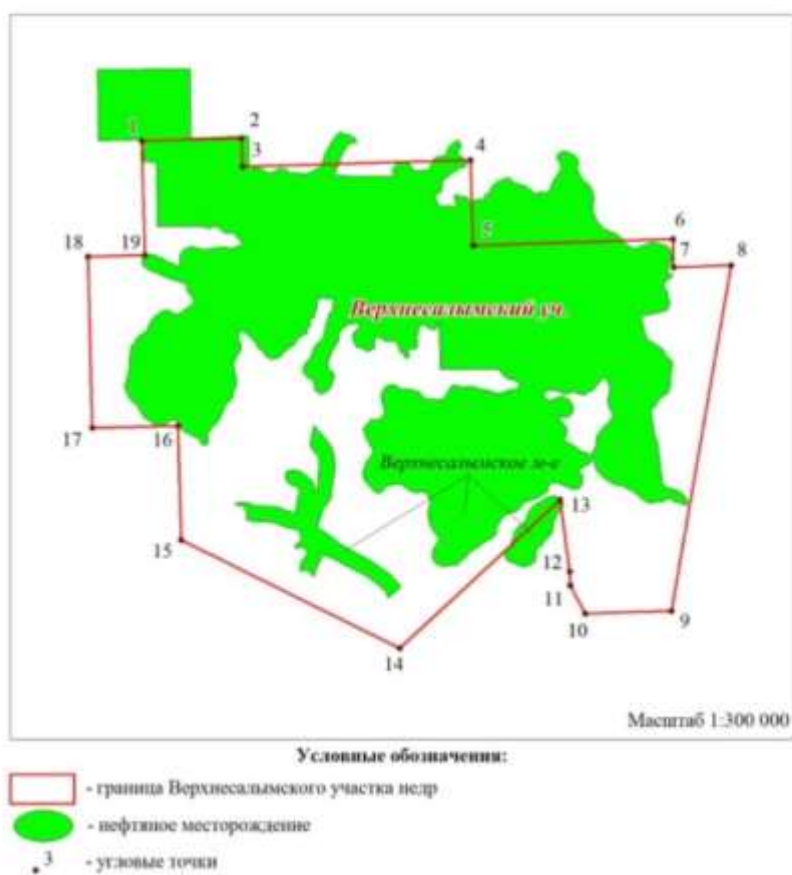 1
2
3
4
5
6
7
8
18
19
Верхнесалымский уч.
17
16
Верхнесалымское м-е
13
15
12
11
10
9
14
Масштаб 1:300 000
Условные обозначения:
- граница Верхнесалымского участка недр
- нефтяное месторождение
3 - угловые точки